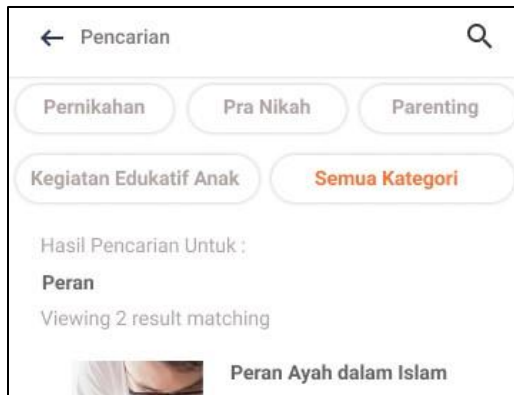 Pencarian
Pernikahan Pra Nikah Parenting
Kegiatan Edukatif Anak Semua Kategori
Hasil Pencarian Untuk :
Peran
Viewing 2 result matching
Peran Ayah dalam Islam